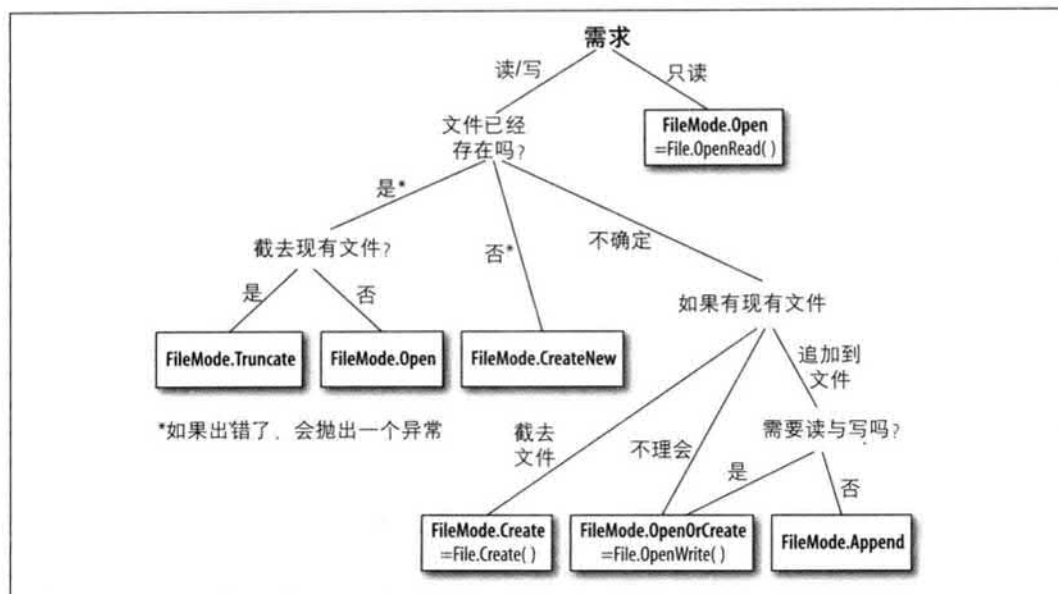 需求
读/写
只读
文件已经
存在吗?
FileMode.Open
=File.OpenRead( )
是*
否*
不确定
截去现有文件?
如果有现有文件
是
否
FileMode.Truncate
FileMode.Open
FileMode.CreateNew
追加到
文件
*如果出错了、会抛出一个异常
截去
文件
不理会
需要读与写吗?
是
否
FileMode.Create
=File.Create( )
FileMode.OpenOrCreate
=File.OpenWrite( )
FileMode.Append